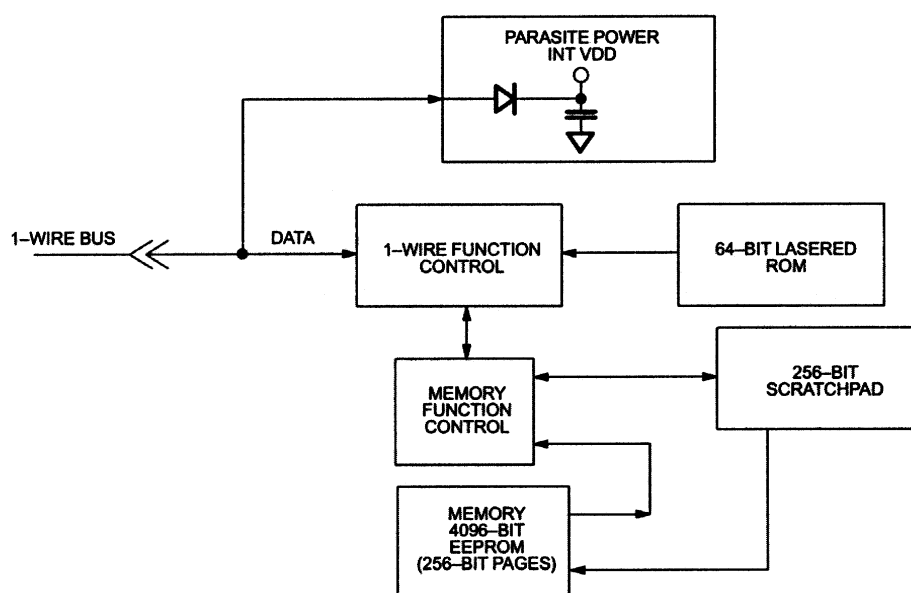 PARASITE POWER
INT VDD
1–WIRE BUS
DATA
1–WIRE FUNCTION
CONTROL
64–BIT LASERED
ROM
MEMORY
FUNCTION
CONTROL
256–BIT
SCRATCHPAD
MEMORY
4096–BIT
EEPROM
(256–BIT PAGES)